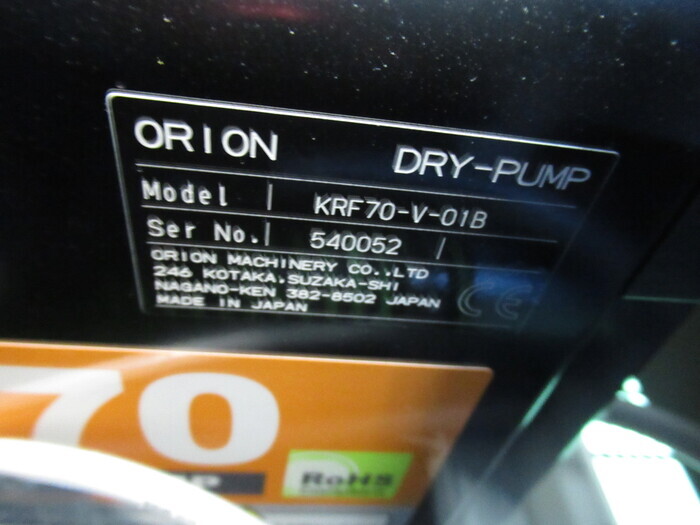 ORION DRY-PUMP
Model KRF70-V-01B
Ser No. 540052 /
ORION MACHINERY CO.,LTD
246 KOTAKA.SUZAKA-SHI
NAGANO-KEN 382-8502 JAPAN
MADE IN JAPAN CE
70
RoHS